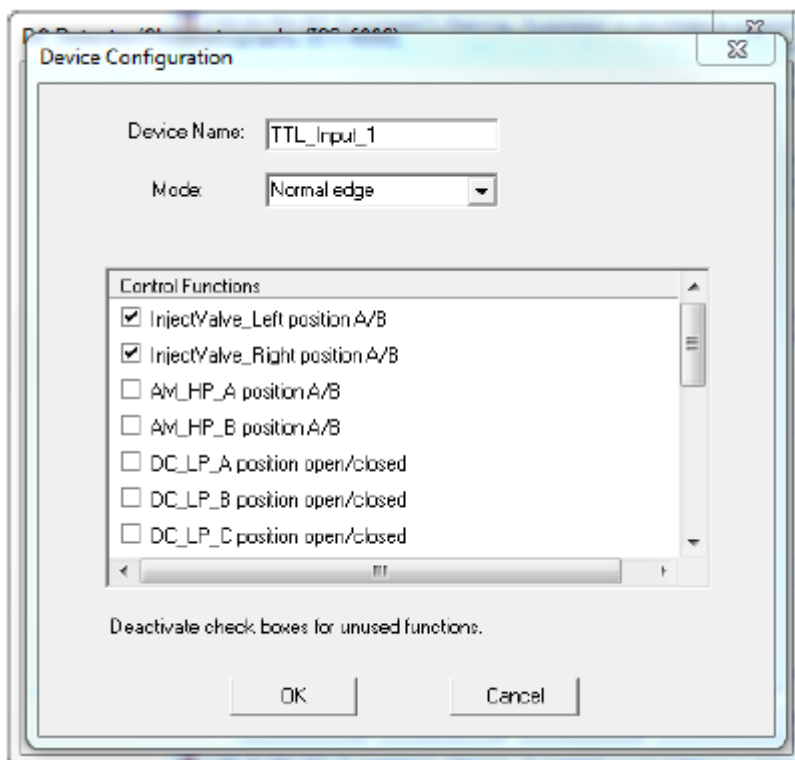 Device Configuration
Device Name: TTL_Input_1
Mode: Normal edge
Control Functions
InjectValve_Left position A/B
InjectValve_Right position A/B
AM_HP_A position A/B
AM_HP_B position A/B
DC_LP_A position open/closed
DC_LP_B position open/closed
DC_LP_C position open/closed
Deactivate check boxes for unused functions.
OK Cancel